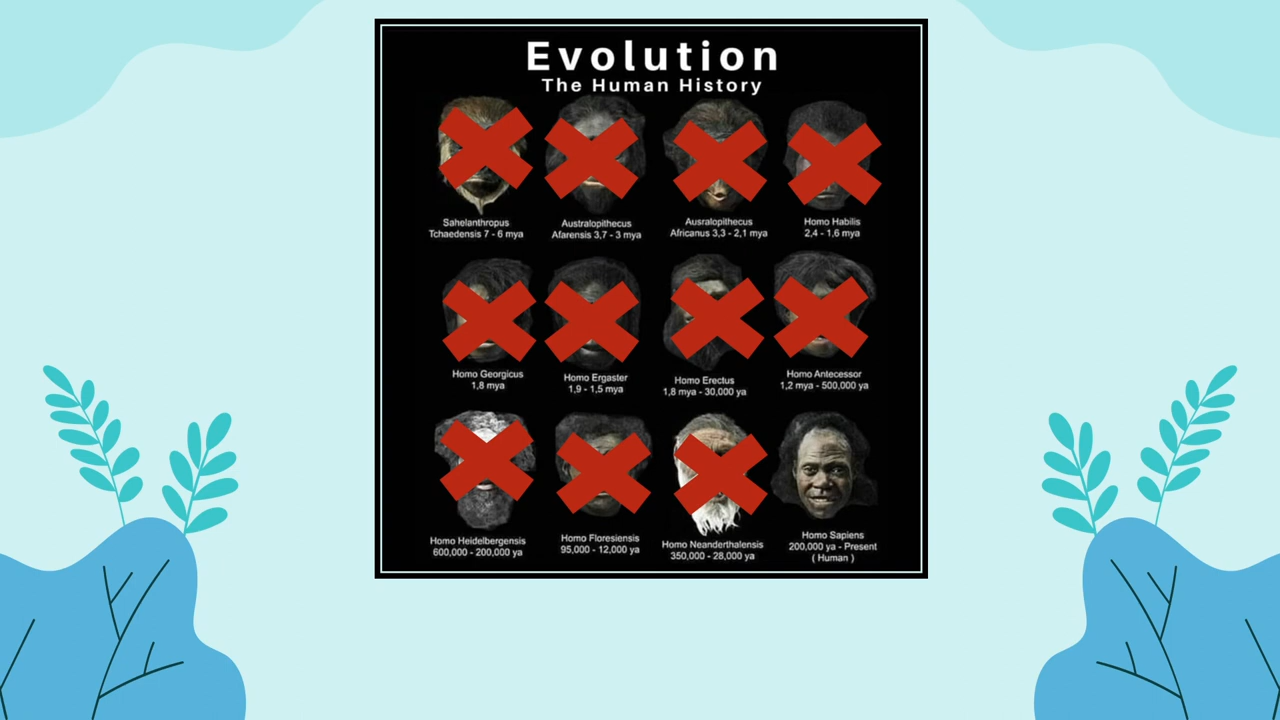 Evolution
The Human History
Sahelanthropus
Tchaedensis 7 - 6 mya
Australopithecus
Afarensis 3,7 - 3 mya
Ausralopithecus
Africanus 3,3 - 2,1 mya
Homo Habilis
2,4 - 1,6 mya
Homo Georgicus
1,8 mya
Homo Ergaster
1,9 - 1,5 mya
Homo Erectus
1,8 mya - 30,000 ya
Homo Antecessor
1,2 mya - 500,000 ya
Homo Heidelbergensis
600,000 - 200,000 ya
Homo Floresiensis
95,000 - 12,000 ya
Homo Neanderthalensis
350,000 - 28,000 ya
Homo Sapiens
200,000 ya - Present
( Human )